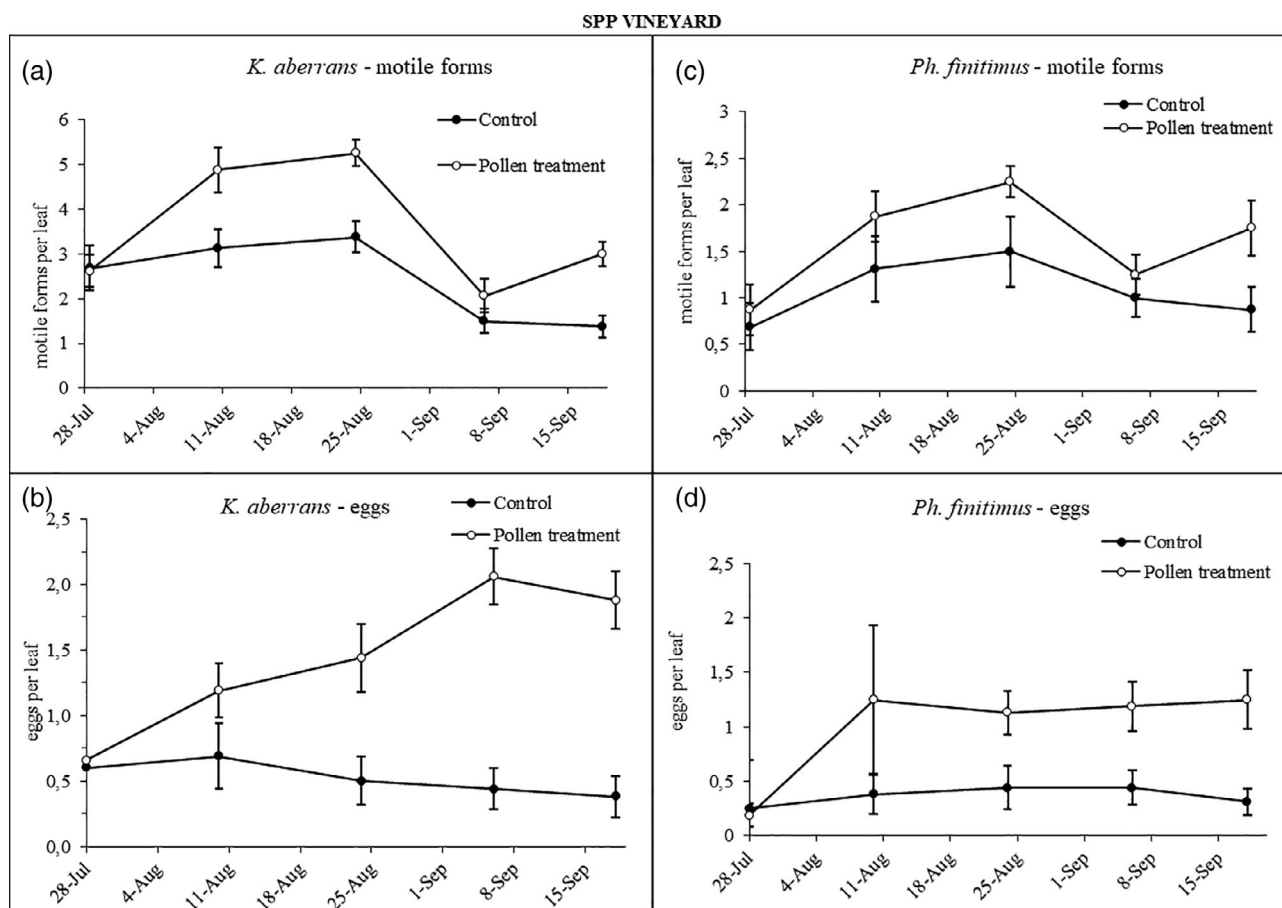 SPP VINEYARD
(a)
K. aberrans - motile forms
Control
Pollen treatment
motile forms per leaf
6
5
4
3
2
1
0
28-Jul
4-Aug
11-Aug
18-Aug
25-Aug
1-Sep
8-Sep
15-Sep
(c)
Ph. finitimus - motile forms
Control
Pollen treatment
motile forms per leaf
3
2,5
2
1,5
1
0,5
0
28-Jul
4-Aug
11-Aug
18-Aug
25-Aug
1-Sep
8-Sep
15-Sep
(b)
K. aberrans - eggs
Control
Pollen treatment
eggs per leaf
2,5
2,0
1,5
1,0
0,5
0,0
28-Jul
4-Aug
11-Aug
18-Aug
25-Aug
1-Sep
8-Sep
15-Sep
(d)
Ph. finitimus - eggs
Control
Pollen treatment
eggs per leaf
2,5
2
1,5
1
0,5
0
28-Jul
4-Aug
11-Aug
18-Aug
25-Aug
1-Sep
8-Sep
15-Sep